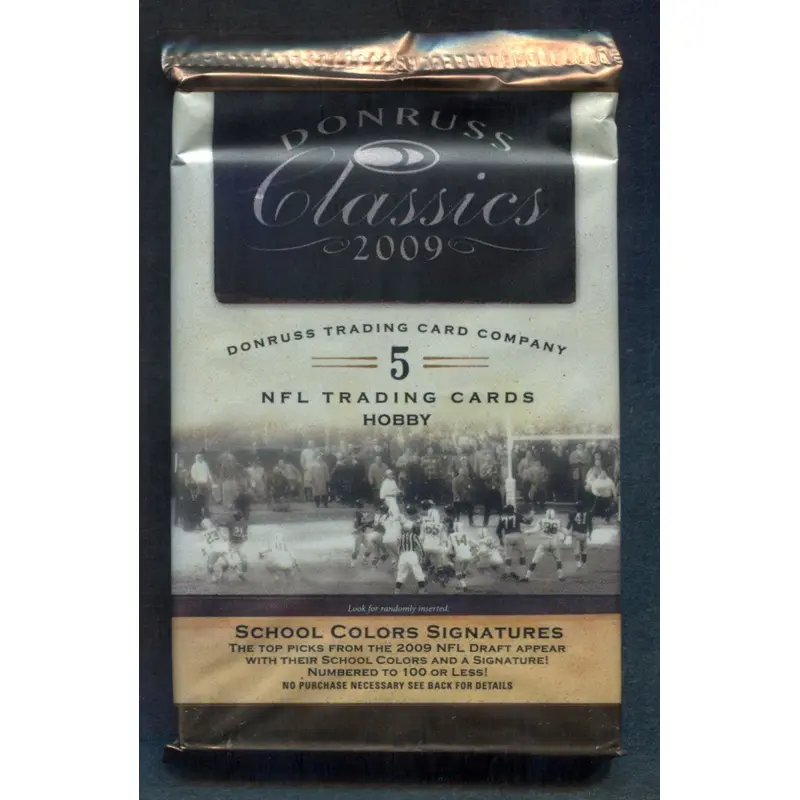 DONRUSS
Classics
2009
DONRUSS TRADING CARD COMPANY
5
NFL TRADING CARDS
HOBBY
Look for randomly inserted:
SCHOOL COLORS SIGNATURES
THE TOP PICKS FROM THE 2009 NFL DRAFT APPEAR
WITH THEIR SCHOOL COLORS AND A SIGNATURE!
NUMBERED TO 100 OR LESS!
NO PURCHASE NECESSARY SEE BACK FOR DETAILS